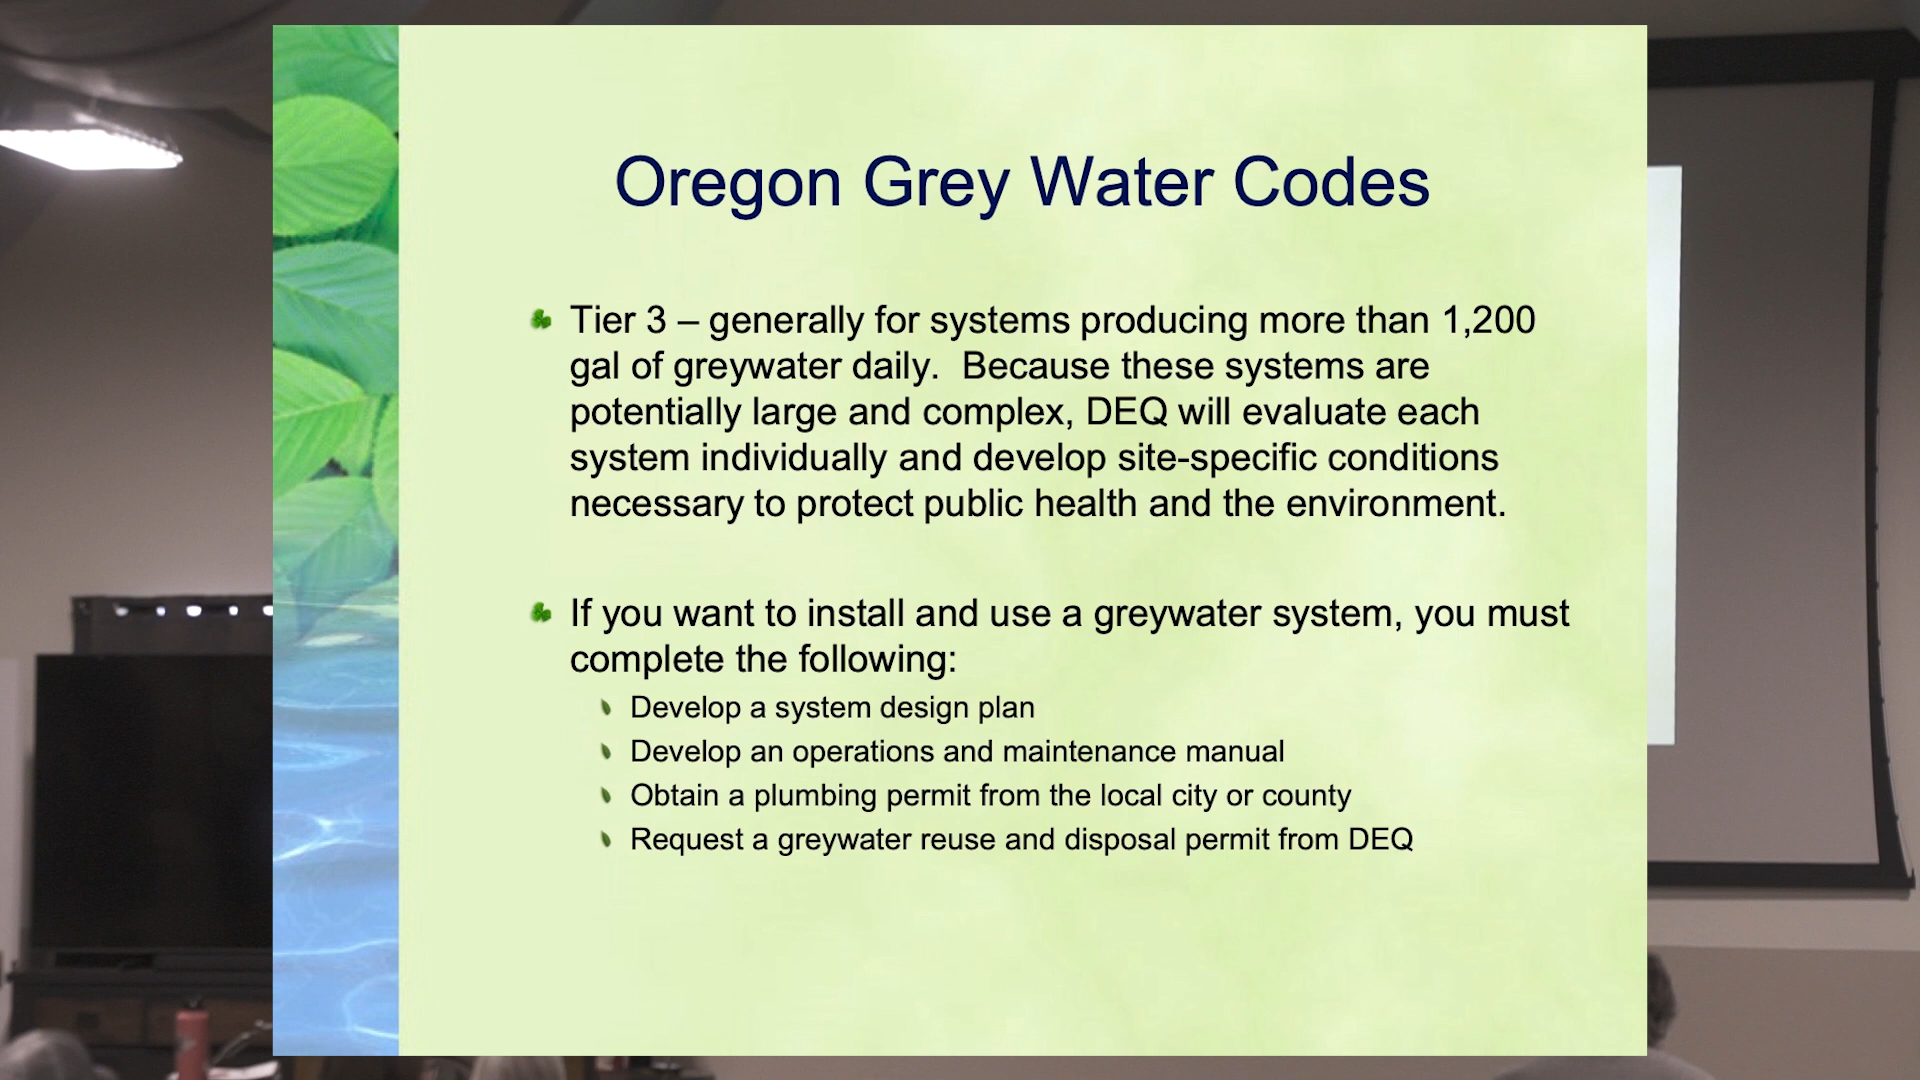 Oregon Grey Water Codes
Tier 3 – generally for systems producing more than 1,200
gal of greywater daily.  Because these systems are
potentially large and complex, DEQ will evaluate each
system individually and develop site-specific conditions
necessary to protect public health and the environment.
If you want to install and use a greywater system, you must
complete the following:
Develop a system design plan
Develop an operations and maintenance manual
Obtain a plumbing permit from the local city or county
Request a greywater reuse and disposal permit from DEQ